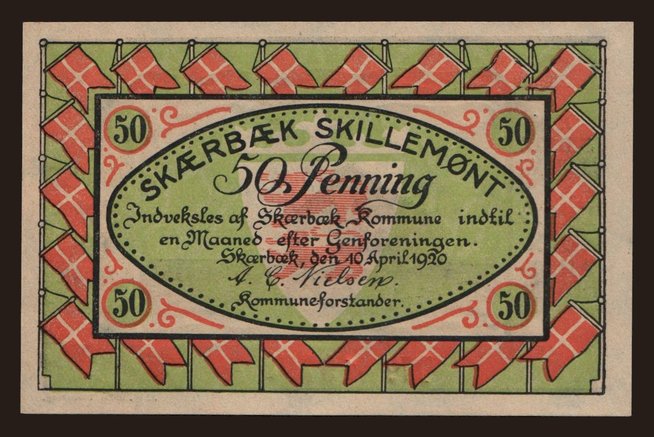 50 50
SKÆRBÆK SKILLEMØNT
50 Penning
Indveksles af Skærbæk Kommune indtil
en Maaned efter Genforeningen.
Skærbæk, den 10 April 1920
A. C. Nielsen.
Kommuneforstander.
50 50